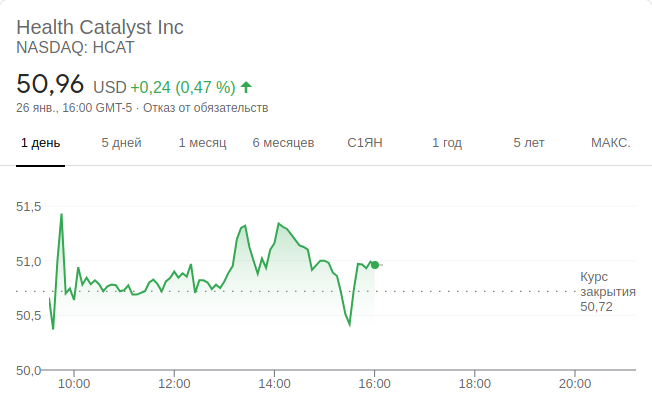 Health Catalyst Inc
NASDAQ: HCAT
50,96 USD +0,24 (0,47 %)
26 янв., 16:00 GMT-5 · Отказ от обязательств
1 день 5 дней 1 месяц 6 месяцев С1ЯН 1 год 5 лет МАКС.
51,5
51,0
Курс
закрытия
50,72
50,5
50,0
10:00 12:00 14:00 16:00 18:00 20:00